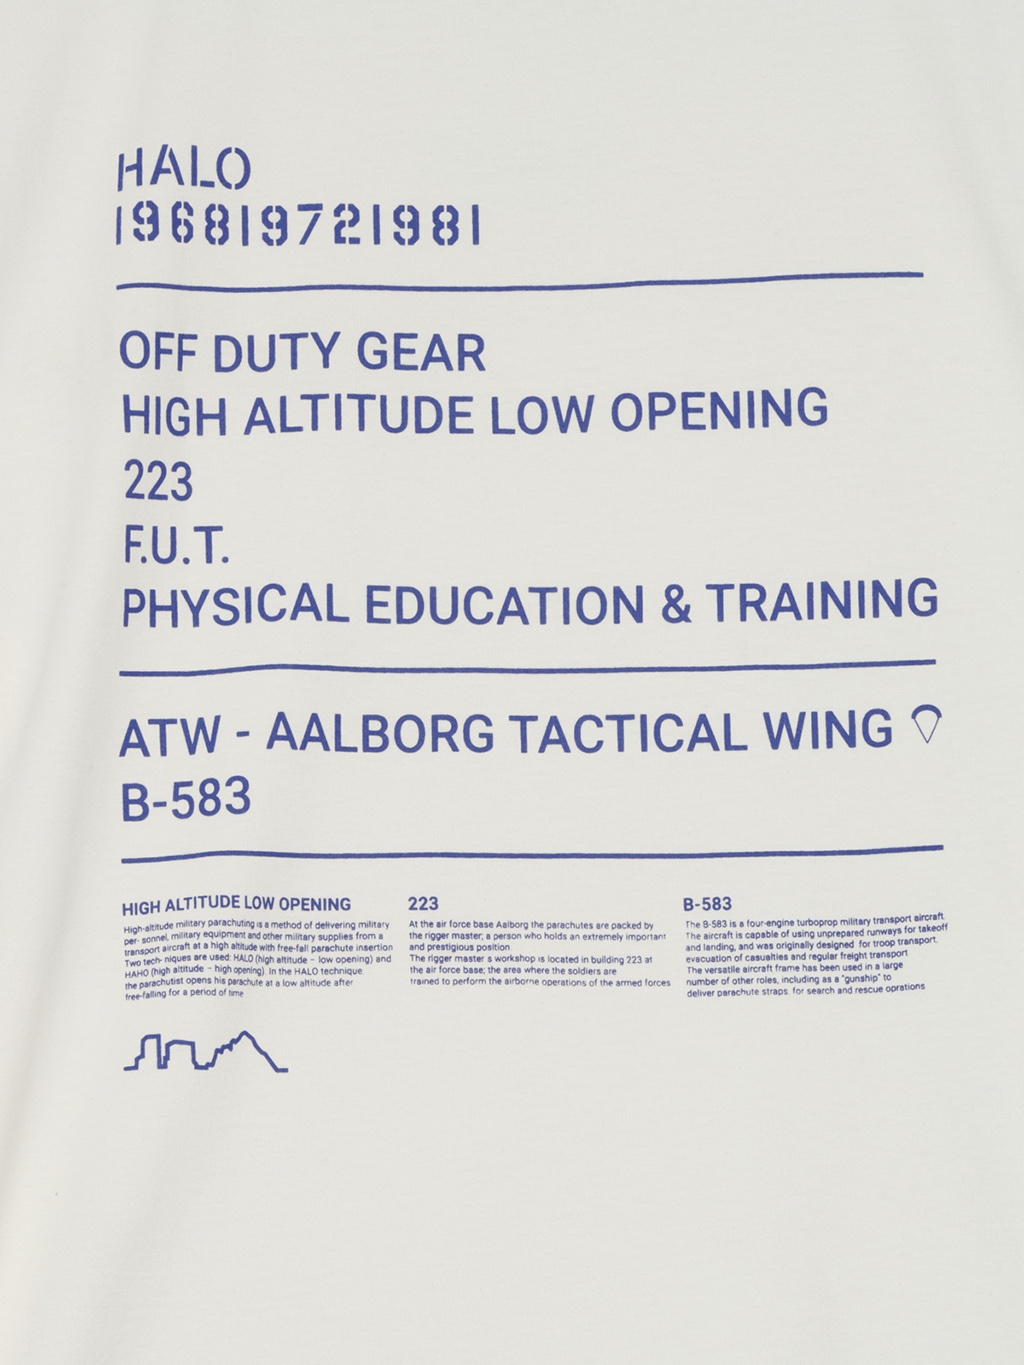 HALO
196819721981
OFF DUTY GEAR
HIGH ALTITUDE LOW OPENING
223
F.U.T.
PHYSICAL EDUCATION & TRAINING
ATW - AALBORG TACTICAL WING
B-583
HIGH ALTITUDE LOW OPENING
High-altitude military parachuting is a method of delivering military
per- sonnel, military equipment and other military supplies from a
transport aircraft at a high altitude with free-fall parachute insertion
Two tech- niques are used: HALO (high altitude - low opening) and
HAHO (high altitude - high opening). In the HALO technique
the parachutist opens his parachute at a low altitude after
free-falling for a period of time
223
At the air force base Aalborg the parachutes are packed by
the rigger master; a person who holds an extremely important
and prestigious position
The rigger master s workshop is located in building 223 at
the air force base; the area where the soldiers are
trained to perform the airborne operations of the armed forces
B-583
The B-583 is a four-engine turboprop military transport aircraft.
The aircraft is capable of using unprepared runways for takeoff
and landing, and was originally designed for troop transport,
evacuation of casualties and regular freight transport
The versatile aircraft frame has been used in a large
number of other roles, including as a "gunship" to
deliver parachute straps, for search and rescue oprations